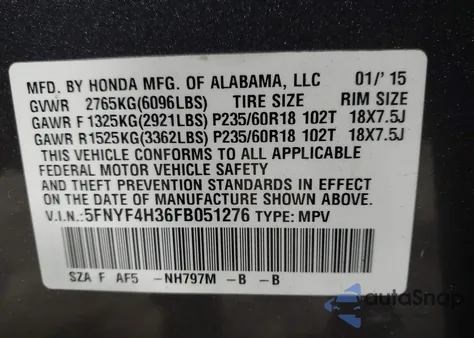 MFD. BY HONDA MFG. OF ALABAMA, LLC 01/'15
GVWR 2765KG(6096LBS) TIRE SIZE RIM SIZE
GAWR F 1325KG(2921LBS) P235/60R18 102T 18X7.5J
GAWR R 1525KG(3362LBS) P235/60R18 102T 18X7.5J
THIS VEHICLE CONFORMS TO ALL APPLICABLE
FEDERAL MOTOR VEHICLE SAFETY
AND THEFT PREVENTION STANDARDS IN EFFECT
ON THE DATE OF MANUFACTURE SHOWN ABOVE.
V.I.N.: 5FNYF4H36FB051276 TYPE: MPV
SZA F AF5 -NH797M -B -B
autaSnap